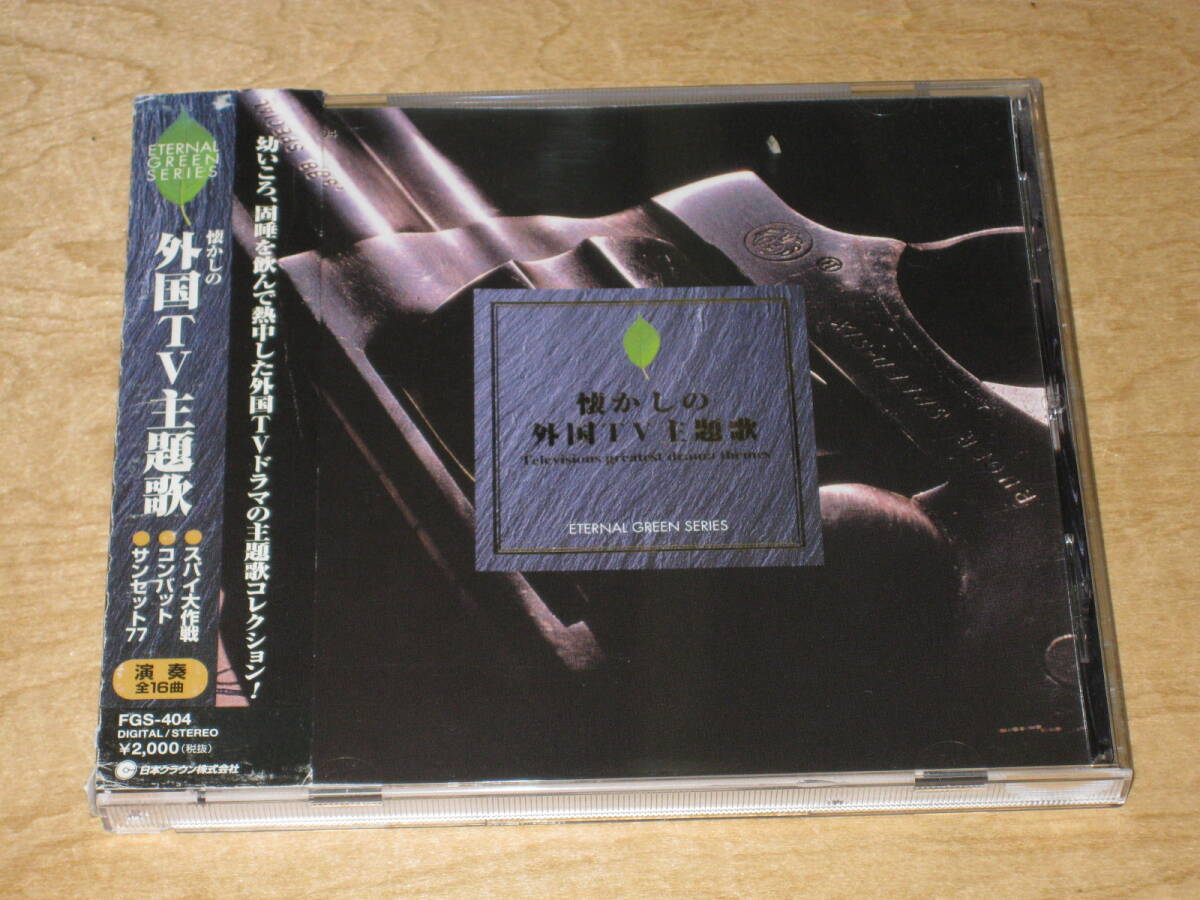 ETERNAL
GREEN
SERIES
懐かしの
外国TV主題歌
スパイ大作戦
コンバット
サンセット77
演奏
全16曲
FGS-404
DIGITAL/STEREO
¥2,000(税抜)
日本クラウン株式会社
幼いころ、固唾を飲んで熱中した外国TVドラマの主題歌コレクション!
懐かしの
外国TV主題歌
Televisions greatest drama themes
ETERNAL GREEN SERIES